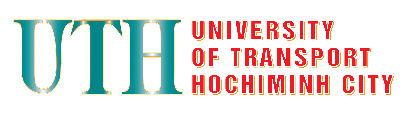 UTH
UNIVERSITY
OF TRANSPORT
HOCHIMINH CITY